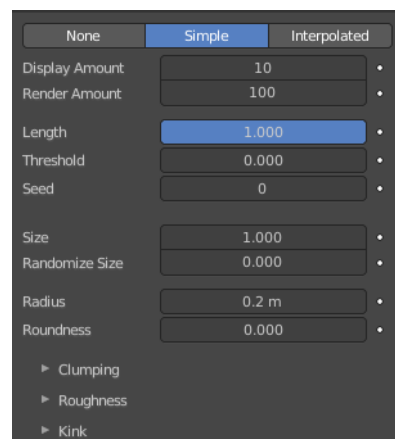 None Simple Interpolated
Display Amount 10
Render Amount 100
Length 1.000
Threshold 0.000
Seed 0
Size 1.000
Randomize Size 0.000
Radius 0.2 m
Roundness 0.000
Clumping
Roughness
Kink